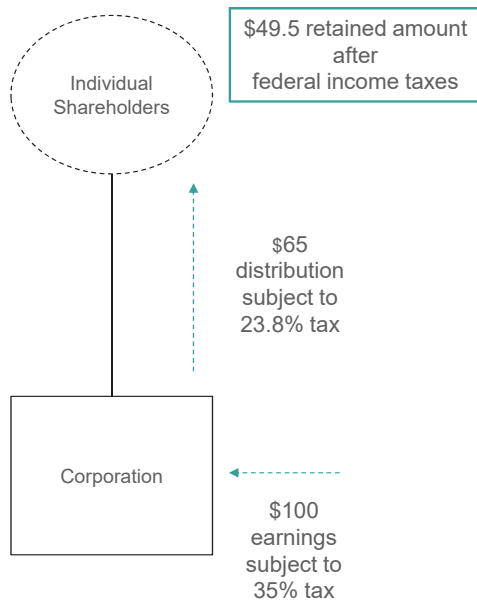 $49.5 retained amount
after
federal income taxes
Individual
Shareholders
$65
distribution
subject to
23.8% tax
Corporation
$100
earnings
subject to
35% tax